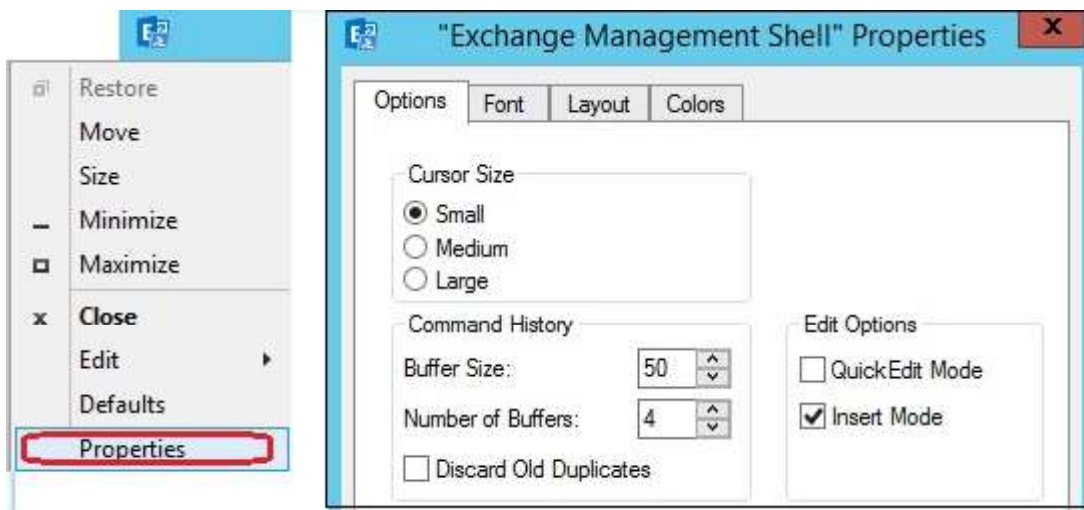 Restore
Move
Size
Minimize
Maximize
Close
Edit
Defaults
Properties
"Exchange Management Shell" Properties
Options Font Layout Colors
Cursor Size
Small
Medium
Large
Command History
Buffer Size: 50
Number of Buffers: 4
Discard Old Duplicates
Edit Options
QuickEdit Mode
Insert Mode